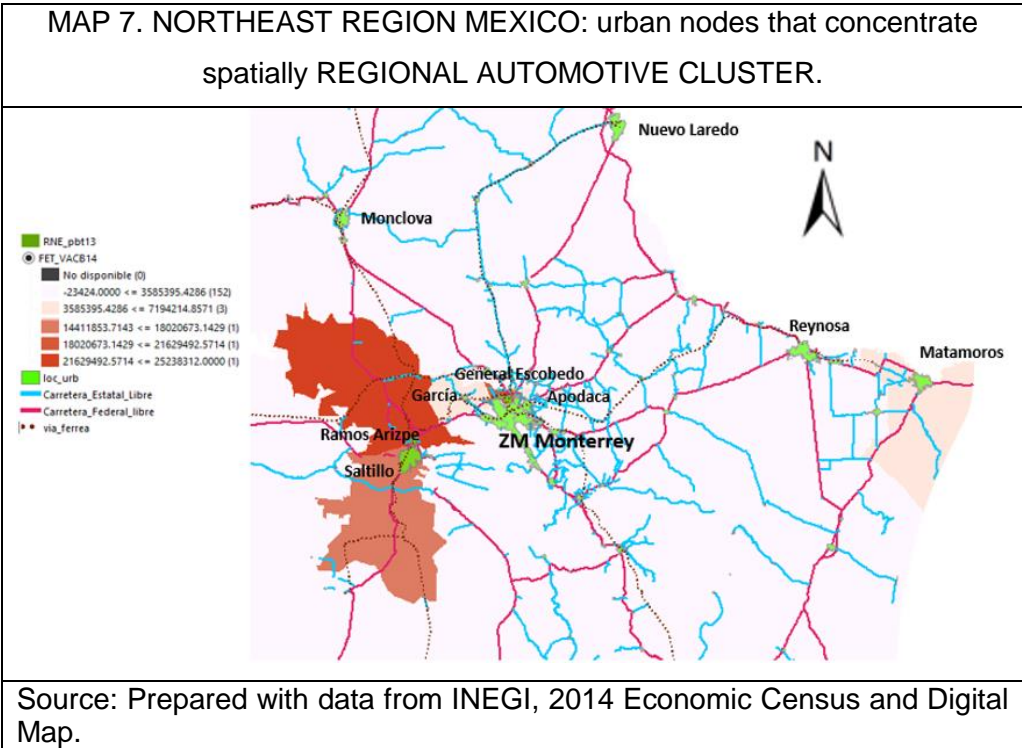 MAP 7. NORTHEAST REGION MEXICO: urban nodes that concentrate
spatially REGIONAL AUTOMOTIVE CLUSTER.
Nuevo Laredo
N
Monclova
RNE_pbt13
FET_VACB14
No disponible (0)
-23424.0000 <= 3585395.4286 (152)
3585395.4286 <= 7194214.8571 (3)
14411853.7143 <= 18020673.1429 (1)
18020673.1429 <= 21629492.5714 (1)
21629492.5714 <= 25238312.0000 (1)
loc_urb
Carretera_Estatal_Libre
Carretera_Federal_libre
via_ferrea
Reynosa
Matamoros
General Escobedo
García
Apodaca
Ramos Arizpe
ZM Monterrey
Saltillo
Source: Prepared with data from INEGI, 2014 Economic Census and Digital
Map.